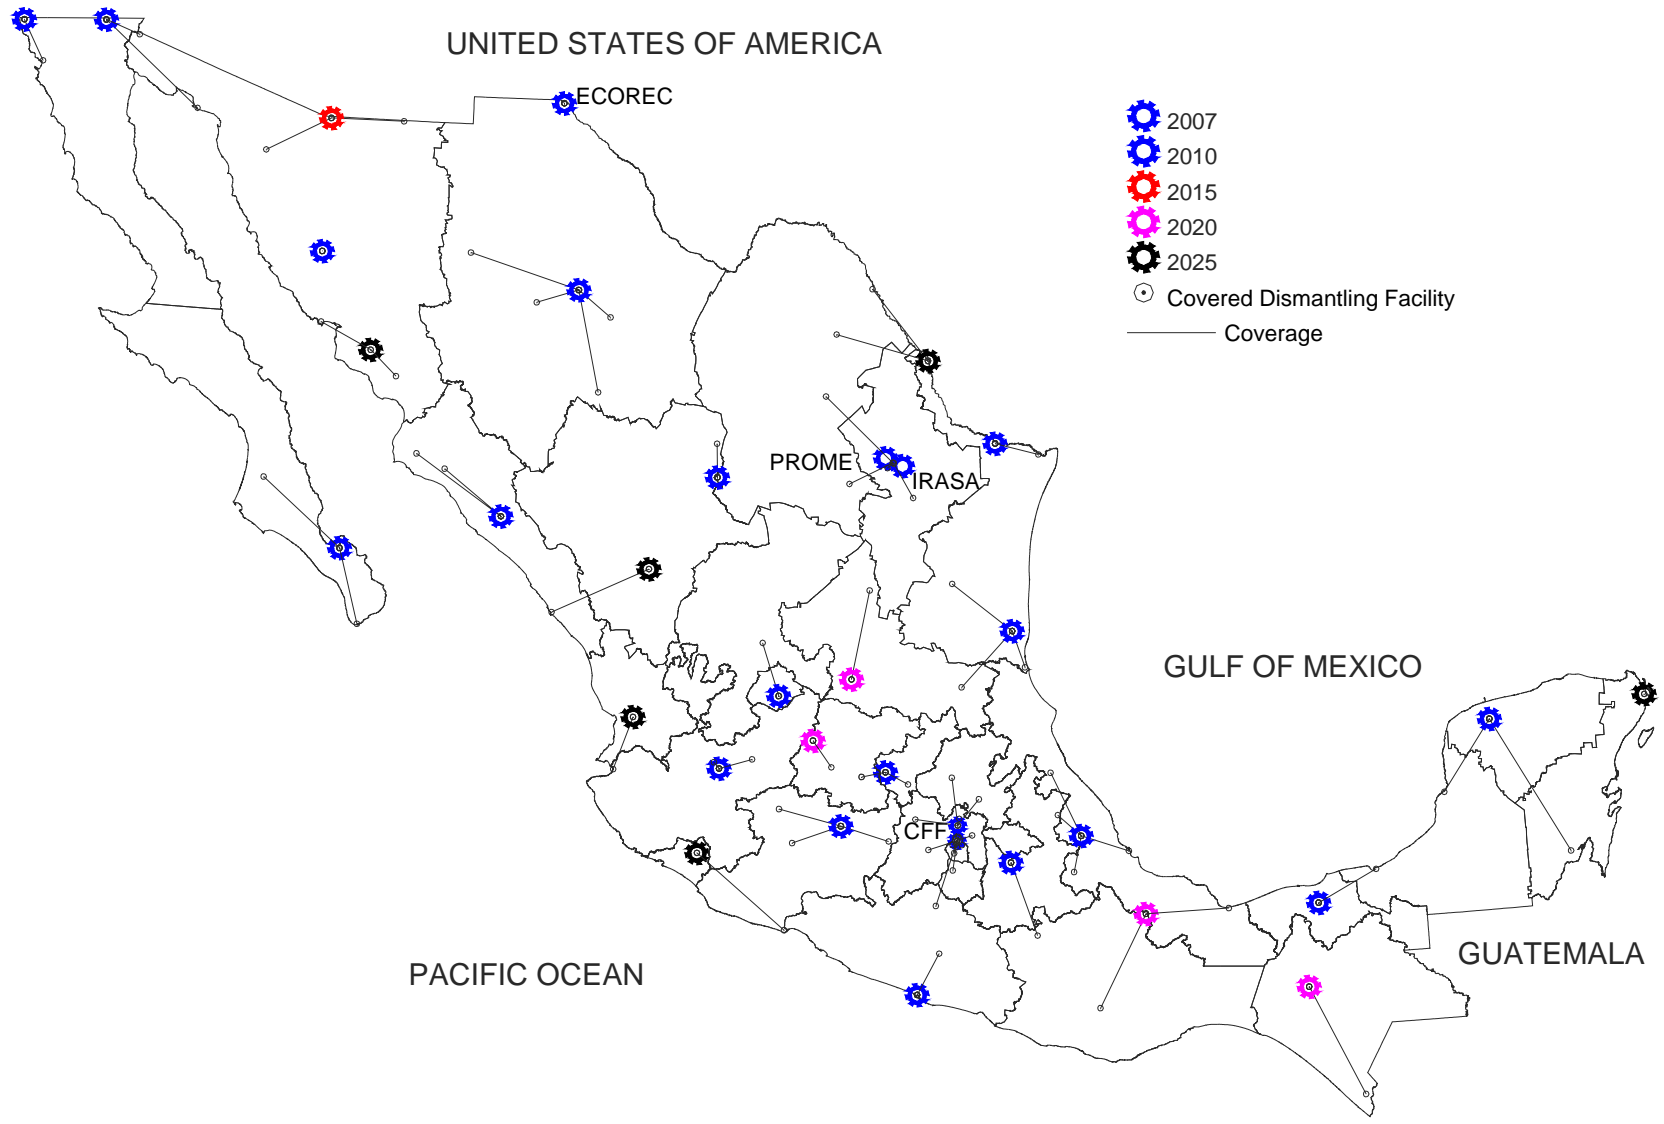 UNITED STATES OF AMERICA
ECOREC
2007
2010
2015
2020
2025
Covered Dismantling Facility
Coverage
PROME
IRASA
GULF OF MEXICO
CFF
GUATEMALA
PACIFIC OCEAN